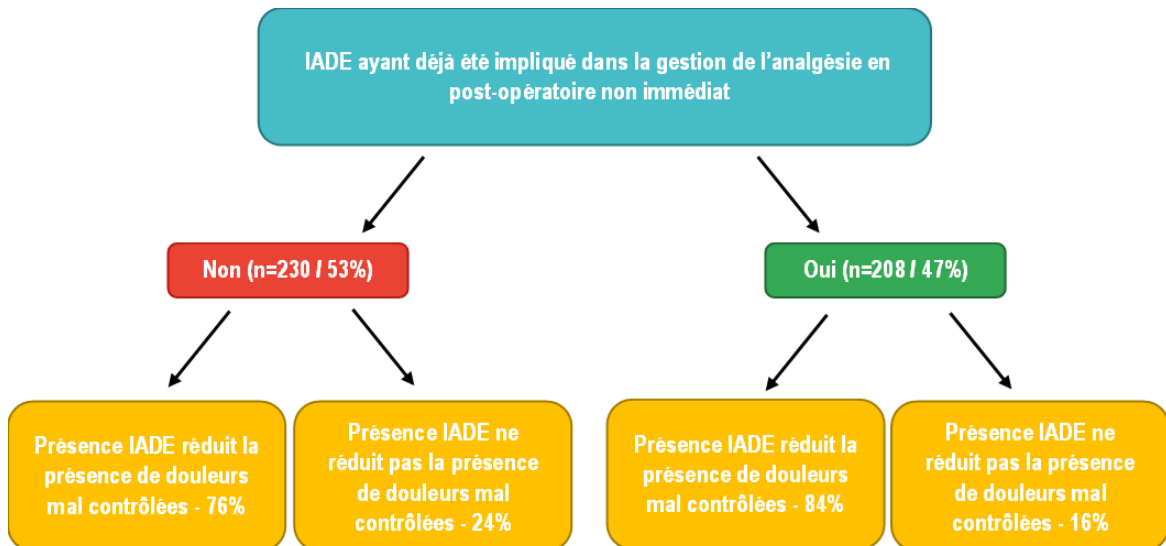 IADE ayant déjà été impliqué dans la gestion de l'analgésie en
post-opératoire non immédiat
Non (n=230 / 53%)
Oui (n=208 / 47%)
Présence IADE réduit la
présence de douleurs
mal contrôlées - 76%
Présence IADE ne
réduit pas la présence
de douleurs mal
contrôlées - 24%
Présence IADE réduit la
présence de douleurs
mal contrôlées - 84%
Présence IADE ne
réduit pas la présence
de douleurs mal
contrôlées - 16%